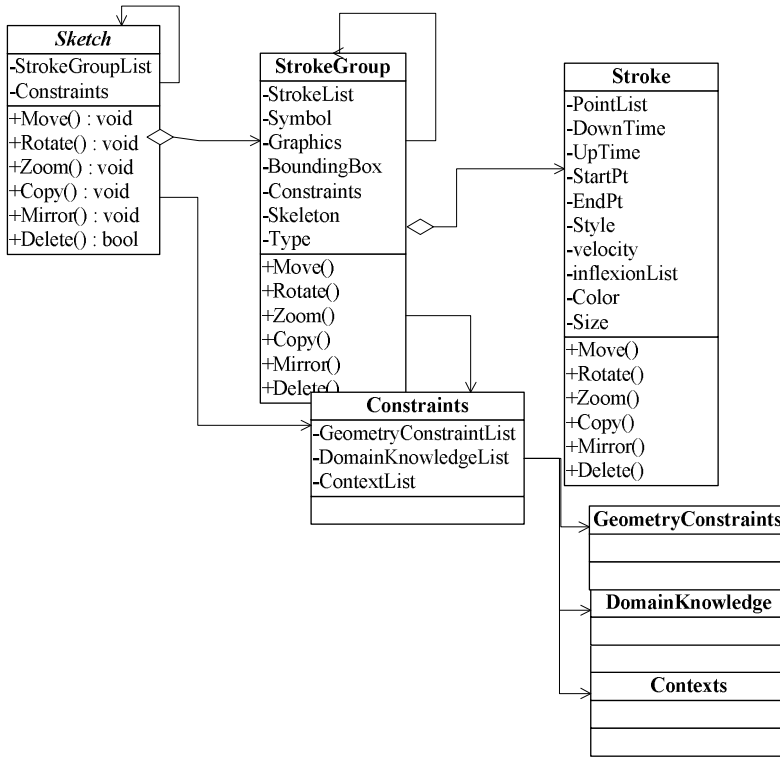 Sketch
-StrokeGroupList
-Constraints
+Move() : void
+Rotate() : void
+Zoom() : void
+Copy() : void
+Mirror() : void
+Delete() : bool
StrokeGroup
-StrokeList
-Symbol
-Graphics
-BoundingBox
-Constraints
-Skeleton
-Type
+Move()
+Rotate()
+Zoom()
+Copy()
+Mirror()
+Delete()
Stroke
-PointList
-DownTime
-UpTime
-StartPt
-EndPt
-Style
-velocity
-inflexionList
-Color
-Size
+Move()
+Rotate()
+Zoom()
+Copy()
+Mirror()
+Delete()
Constraints
-GeometryConstraintList
-DomainKnowledgeList
-ContextList
GeometryConstraints
DomainKnowledge
Contexts